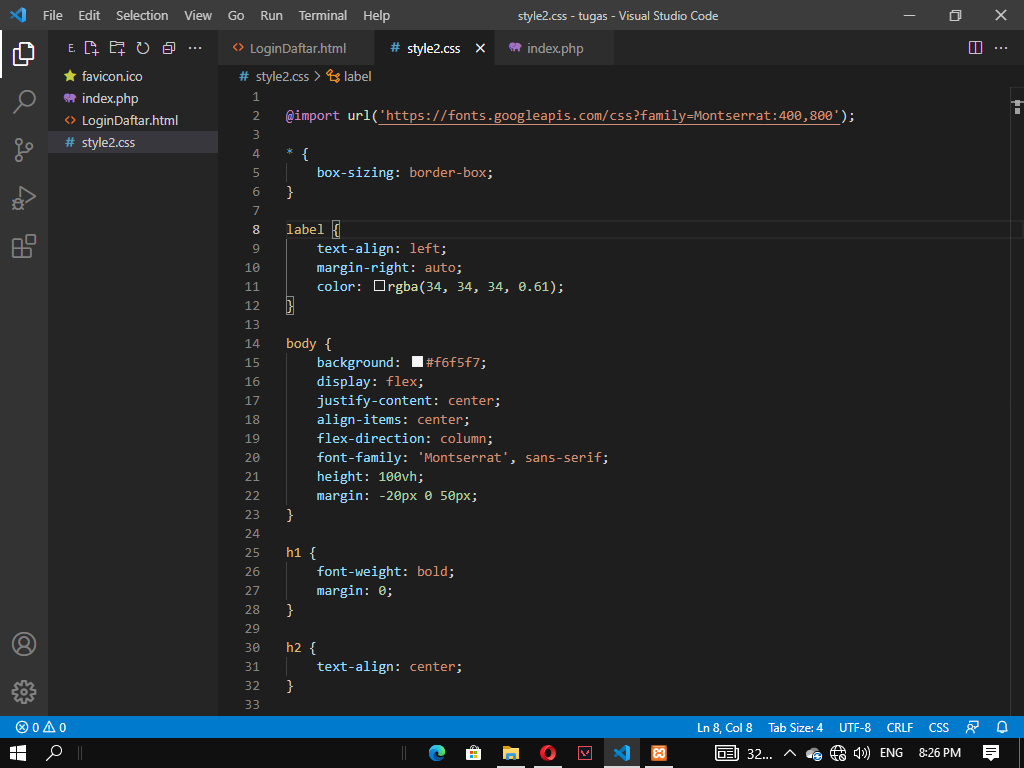 File Edit Selection View Go Run Terminal Help style2.css - tugas - Visual Studio Code
E.
favicon.ico
index.php
LoginDaftar.html
style2.css
LoginDaftar.html style2.css index.php
style2.css > label
1
2 @import url('https://fonts.googleapis.com/css?family=Montserrat:400,800');
3
4 * {
5 box-sizing: border-box;
6 }
7
8 label {
9 text-align: left;
10 margin-right: auto;
11 color: rgba(34, 34, 34, 0.61);
12 }
13
14 body {
15 background: #f6f5f7;
16 display: flex;
17 justify-content: center;
18 align-items: center;
19 flex-direction: column;
20 font-family: 'Montserrat', sans-serif;
21 height: 100vh;
22 margin: -20px 0 50px;
23 }
24
25 h1 {
26 font-weight: bold;
27 margin: 0;
28 }
29
30 h2 {
31 text-align: center;
32 }
33
0 0 Ln 8, Col 8 Tab Size: 4 UTF-8 CRLF CSS
32... ENG 8:26 PM